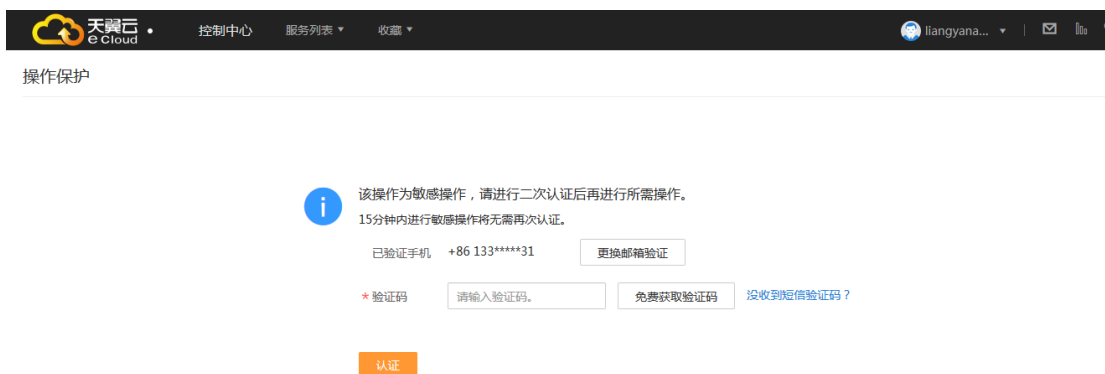 天翼云 控制中心 服务列表 收藏 liangyana...
e Cloud
操作保护
该操作为敏感操作，请进行二次认证后再进行所需操作。
15分钟内进行敏感操作将无需再次认证。
已验证手机 +86 133*****31 更换邮箱验证
* 验证码 请输入验证码。 免费获取验证码 没收到短信验证码？
认证